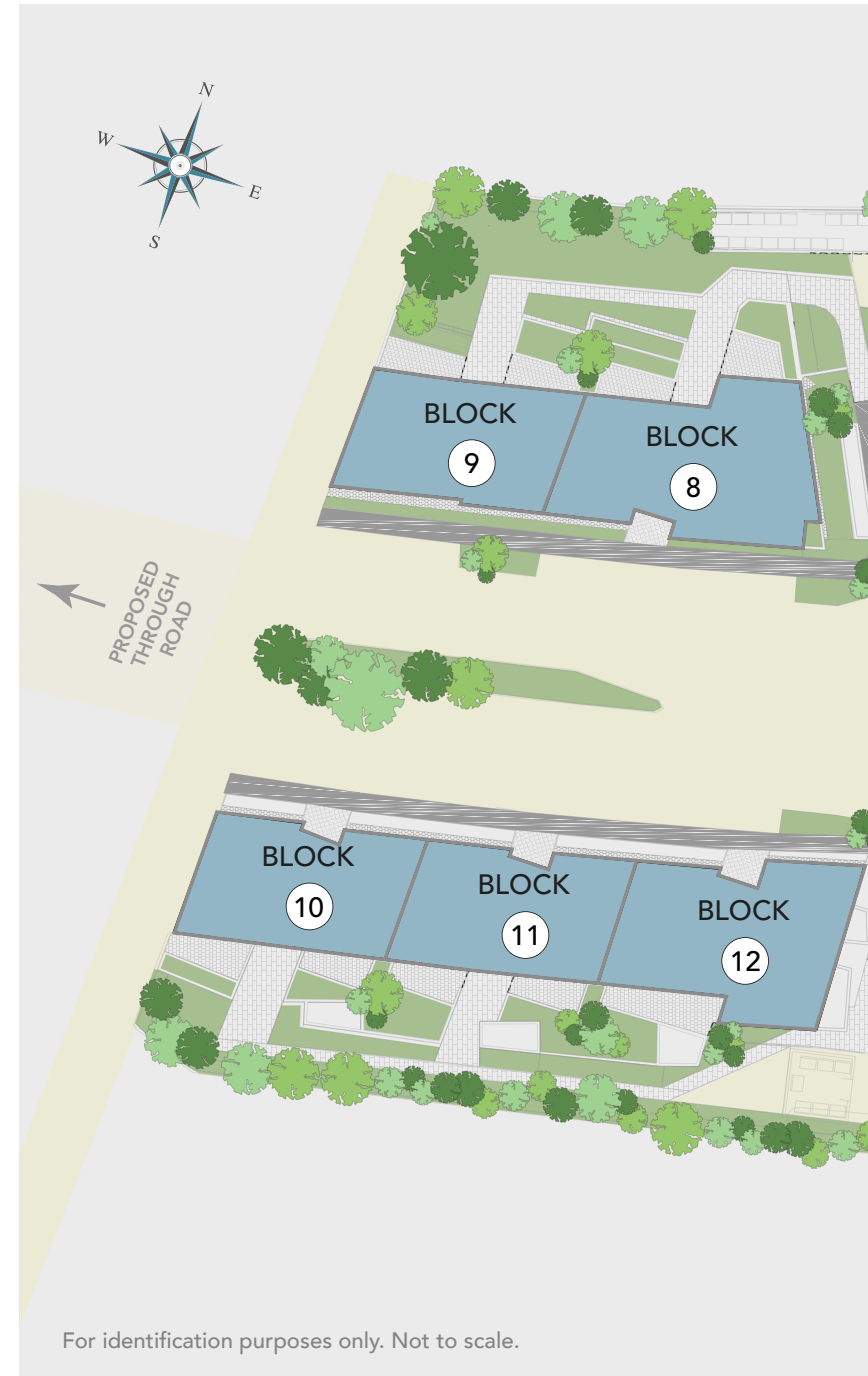 N
W
E
S
BLOCK
9
BLOCK
8
PROPOSED
THROUGH
ROAD
BLOCK
10
BLOCK
11
BLOCK
12
For identification purposes only. Not to scale.